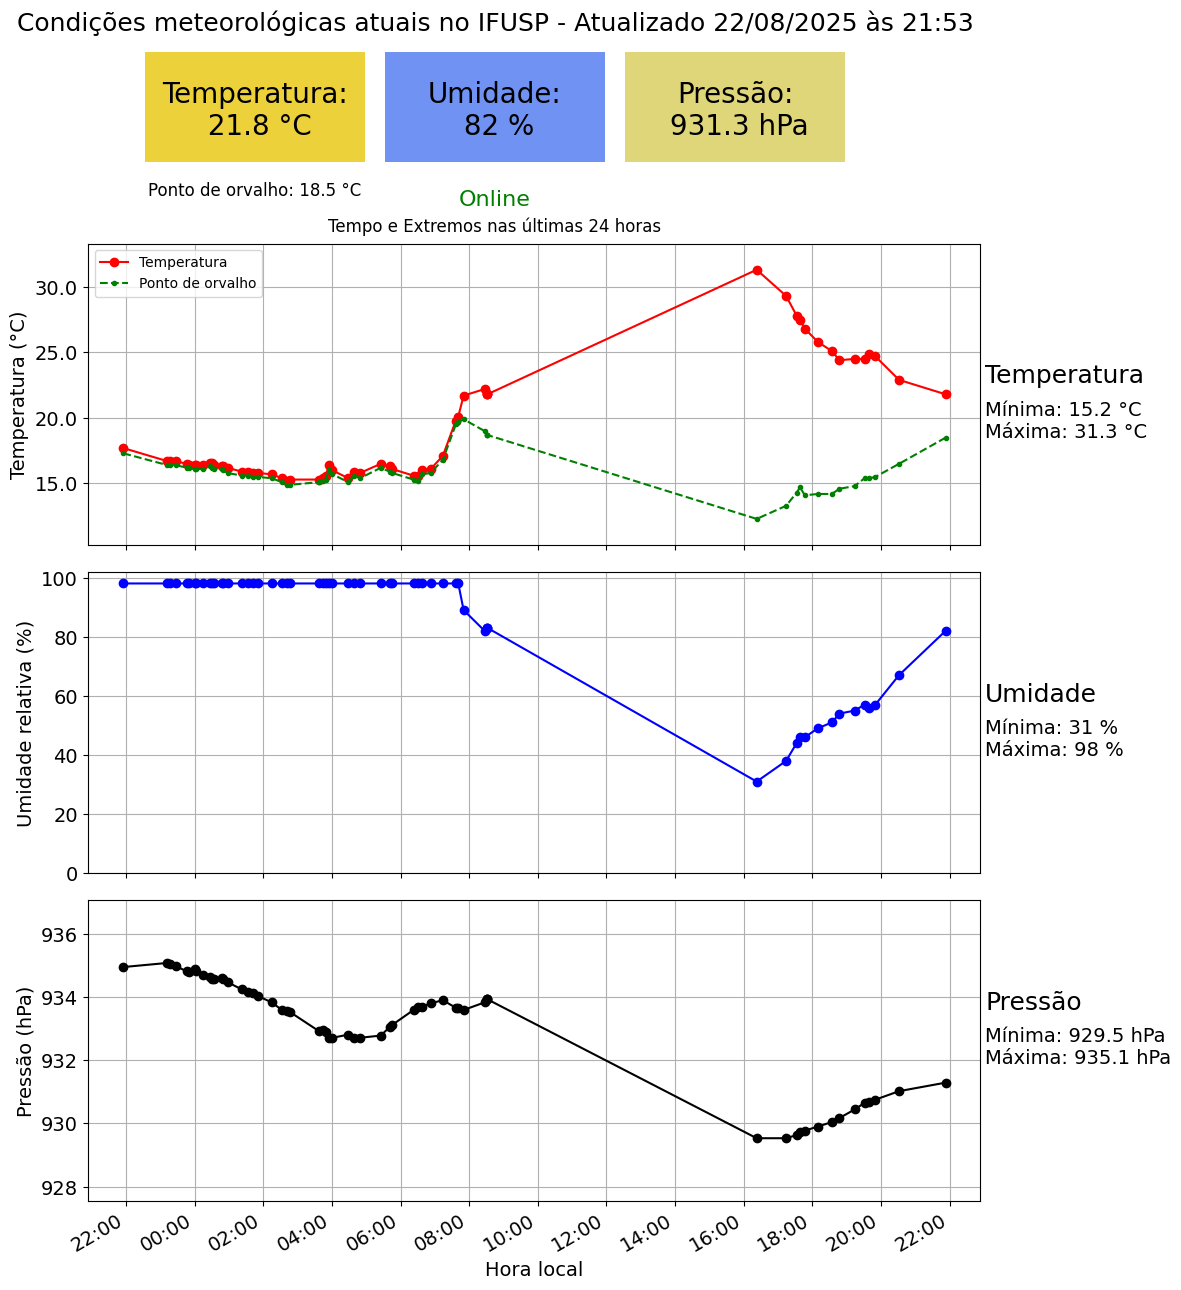 Condições meteorológicas atuais no IFUSP - Atualizado 22/08/2025 às 21:53
Temperatura:
21.8 °C
Umidade:
82 %
Pressão:
931.3 hPa
Ponto de orvalho: 18.5 °C
Online
Tempo e Extremos nas últimas 24 horas
Temperatura
Ponto de orvalho
Temperatura (°C)
30.0
25.0
20.0
15.0
Temperatura
Mínima: 15.2 °C
Máxima: 31.3 °C
Umidade relativa (%)
100
80
60
40
20
0
Umidade
Mínima: 31 %
Máxima: 98 %
Pressão (hPa)
936
934
932
930
928
Pressão
Mínima: 929.5 hPa
Máxima: 935.1 hPa
22:00
00:00
02:00
04:00
06:00
08:00
10:00
12:00
14:00
16:00
18:00
20:00
22:00
Hora local